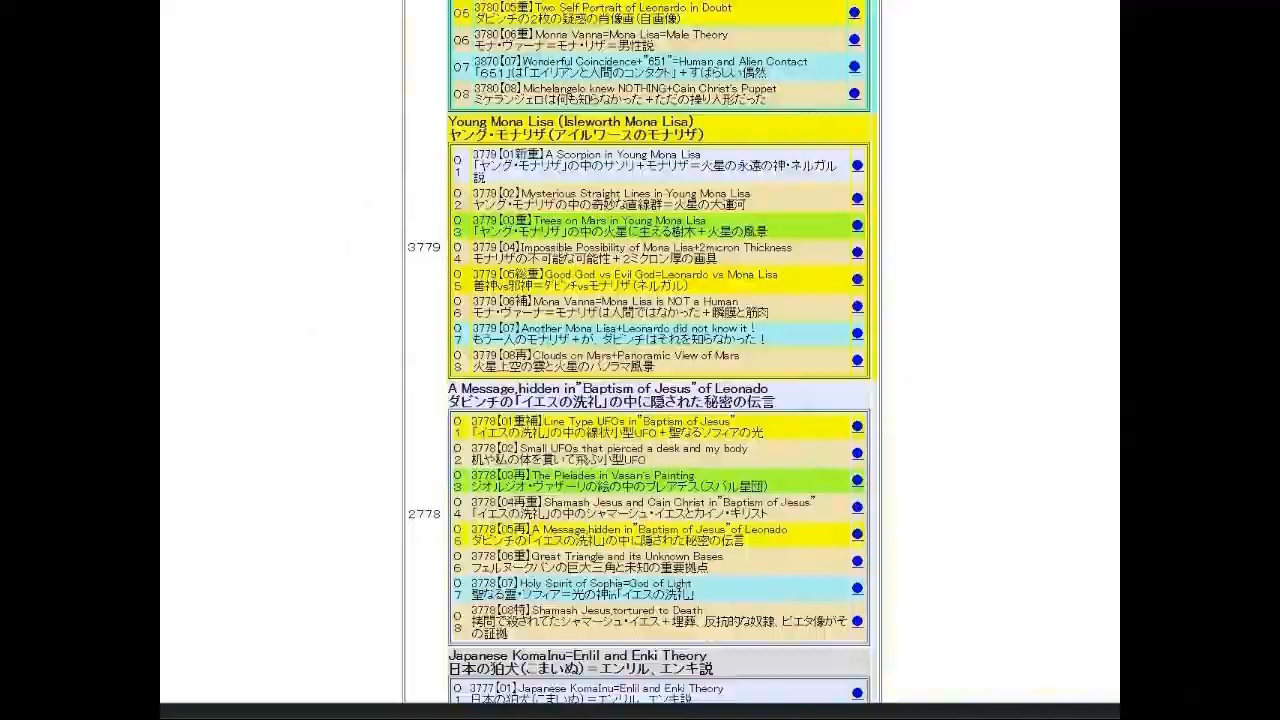 05 3780【05重】Two Self Portrait of Leonardo in Doubt
ダビンチの2枚の疑惑の肖像画(自画像)
06 3780【06重】Monna Vanna=Mona Lisa=Male Theory
モナ・ヴァーナ=モナ・リザ=男性説
07 3870【07】Wonderful Coincidence+"651"=Human and Alien Contact
「651」は「エイリアンと人間のコンタクト」+すばらしい偶然
08 3780【08】Michelangelo knew NOTHING+Cain Christ's Puppet
ミケランジェロは何も知らなかった+ただの操り人形だった
Young Mona Lisa (Isleworth Mona Lisa)
ヤング・モナリザ(アイルワースのモナリザ)
3779
01 3779【01新重】A Scorpion in Young Mona Lisa
「ヤング・モナリザ」の中のサソリ+モナリザ=火星の永遠の神・ネルガル
説
02 3779【02】Mysterious Straight Lines in Young Mona Lisa
ヤング・モナリザの中の奇妙な直線群=火星の大運河
03 3779【03重】Trees on Mars in Young Mona Lisa
「ヤング・モナリザ」の中の火星に生える樹木+火星の風景
04 3779【04】Impossible Possibility of Mona Lisa+2micron Thickness
モナリザの不可能な可能性+2ミクロン厚の画具
05 3779【05総重】Good God vs Evil God=Leonardo vs Mona Lisa
善神vs邪神=ダビンチvsモナリザ(ネルガル)
06 3779【06補】Mona Vanna=Mona Lisa is NOT a Human
モナ・ヴァーナ=モナリザは人間ではなかった+瞬膜と筋肉
07 3779【07】Another Mona Lisa+Leonardo did not know it!
もう一人のモナリザ+が、ダビンチはそれを知らなかった!
08 3779【08再】Clouds on Mars+Panoramic View of Mars
火星上空の雲と火星のパノラマ風景
A Message,hidden in"Baptism of Jesus"of Leonado
ダビンチの「イエスの洗礼」の中に隠された秘密の伝言
2778
01 3778【01重補】Line Type UFOs in"Baptism of Jesus"
「イエスの洗礼」の中の線状小型UFO+聖なるソフィアの光
02 3778【02】Small UFOs that pierced a desk and my body
机や私の体を貫いて飛ぶ小型UFO
03 3778【03再】The Pleiades in Vasari's Painting
ジオルジオ・ヴァザーリの絵の中のプレアデス(スバル星団)
04 3778【04再重】Shamash Jesus and Cain Christ in"Baptism of Jesus"
「イエスの洗礼」の中のシャマーシュ・イエスとカイン・キリスト
05 3778【05再】A Message,hidden in"Baptism of Jesus"of Leonado
ダビンチの「イエスの洗礼」の中に隠された秘密の伝言
06 3778【06重】Great Triangle and its Unknown Bases
フェルヌークバンの巨大三角と未知の重要拠点
07 3778【07】Holy Spirit of Sophia=God of Light
聖なる霊・ソフィア=光の神in「イエスの洗礼」
08 3778【08特】Shamash Jesus,tortured to Death
拷問で殺されてたシャマーシュ・イエス+埋葬、反抗的な奴隷、ピエタ像がそ
の証拠
Japanese KomaInu=Enlil and Enki Theory
日本の狛犬(こまいぬ)=エンリル、エンキ説
01 3777【01】Japanese KomaInu=Enlil and Enki Theory
日本の狛犬(こまいぬ)=エンリル、エンキ説